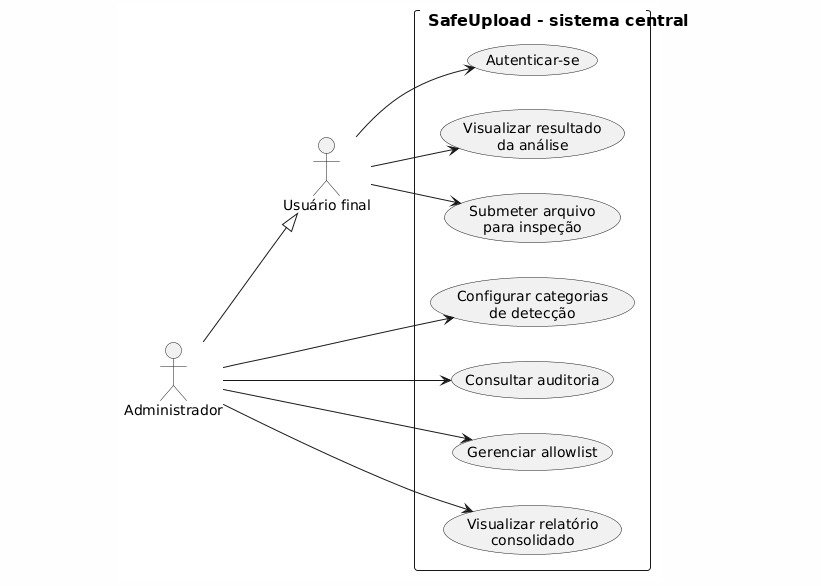 SafeUpload - sistema central
Autenticar-se
Visualizar resultado
da análise
Usuário final
Submeter arquivo
para inspeção
Configurar categorias
de detecção
Consultar auditoria
Administrador
Gerenciar allowlist
Visualizar relatório
consolidado